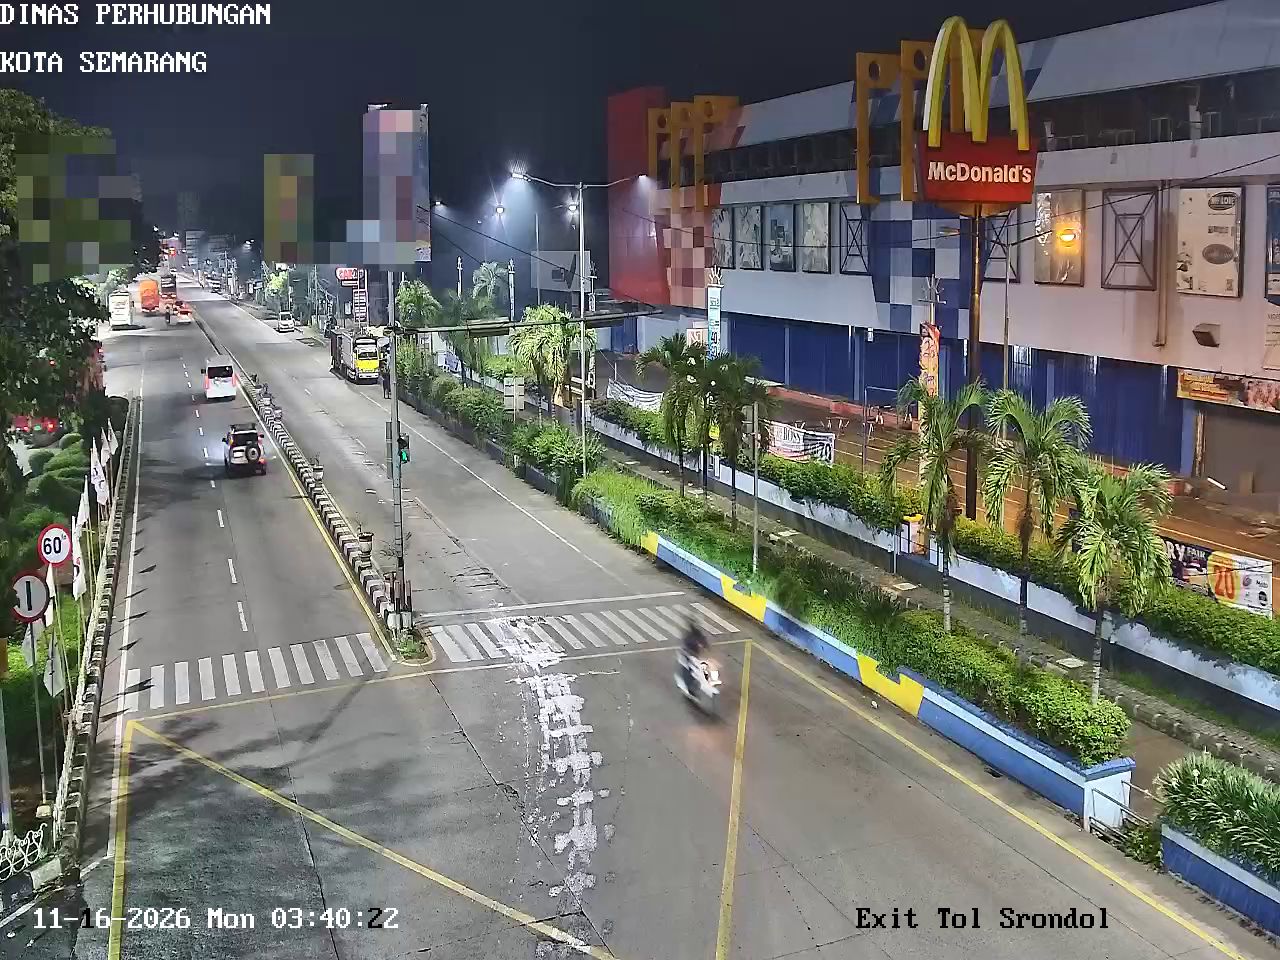 DINAS PERHUBUNGAN
KOTA SEMARANG
McDonald's
60
11-16-2026 Mon 03:40:22
Exit Tol Srondol